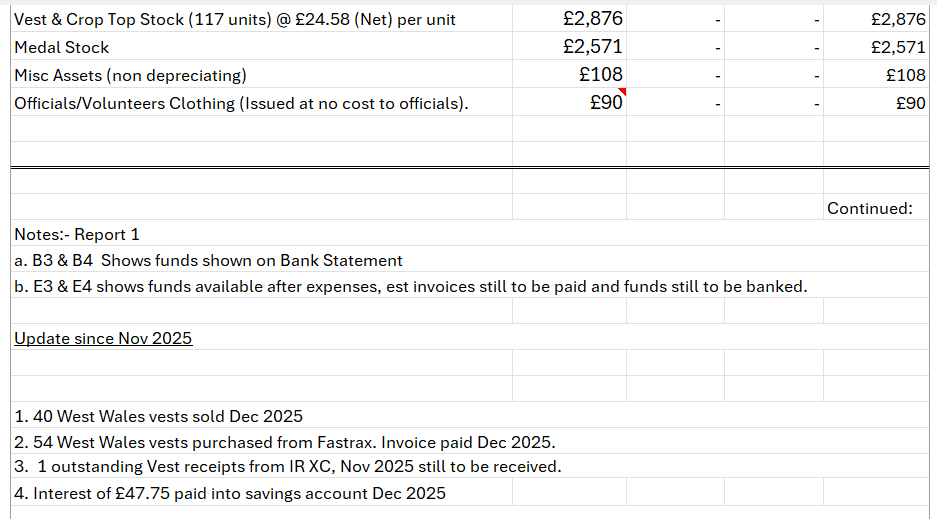 Vest & Crop Top Stock (117 units) @ £24.58 (Net) per unit £2,876 - - £2,876
Medal Stock £2,571 - - £2,571
Misc Assets (non depreciating) £108 - - £108
Officials/Volunteers Clothing (Issued at no cost to officials). £90 - - £90
Continued:
Notes:- Report 1
a. B3 & B4  Shows funds shown on Bank Statement
b. E3 & E4 shows funds available after expenses, est invoices still to be paid and funds still to be banked.
Update since Nov 2025
1. 40 West Wales vests sold Dec 2025
2. 54 West Wales vests purchased from Fastrax. Invoice paid Dec 2025.
3.  1 outstanding Vest receipts from IR XC, Nov 2025 still to be received.
4. Interest of £47.75 paid into savings account Dec 2025